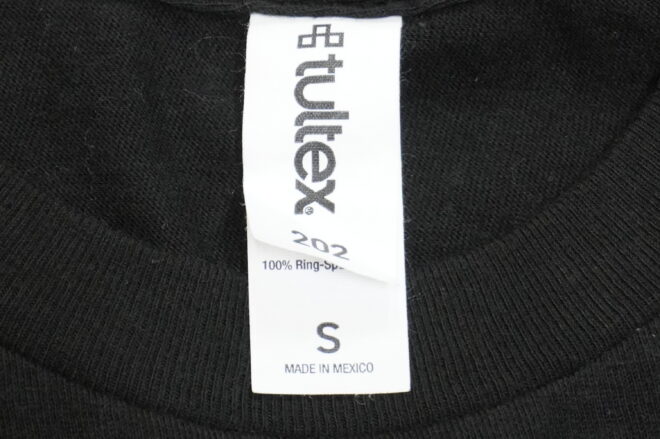 tultex®
202
100% Ring-Sp
S
MADE IN MEXICO